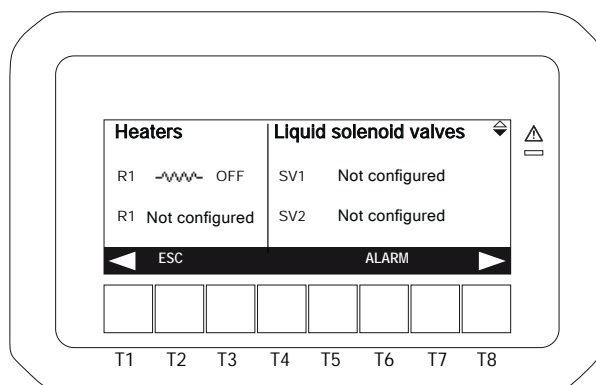 Heaters Liquid solenoid valves
R1 OFF SV1 Not configured
R1 Not configured SV2 Not configured
ESC ALARM
T1 T2 T3 T4 T5 T6 T7 T8